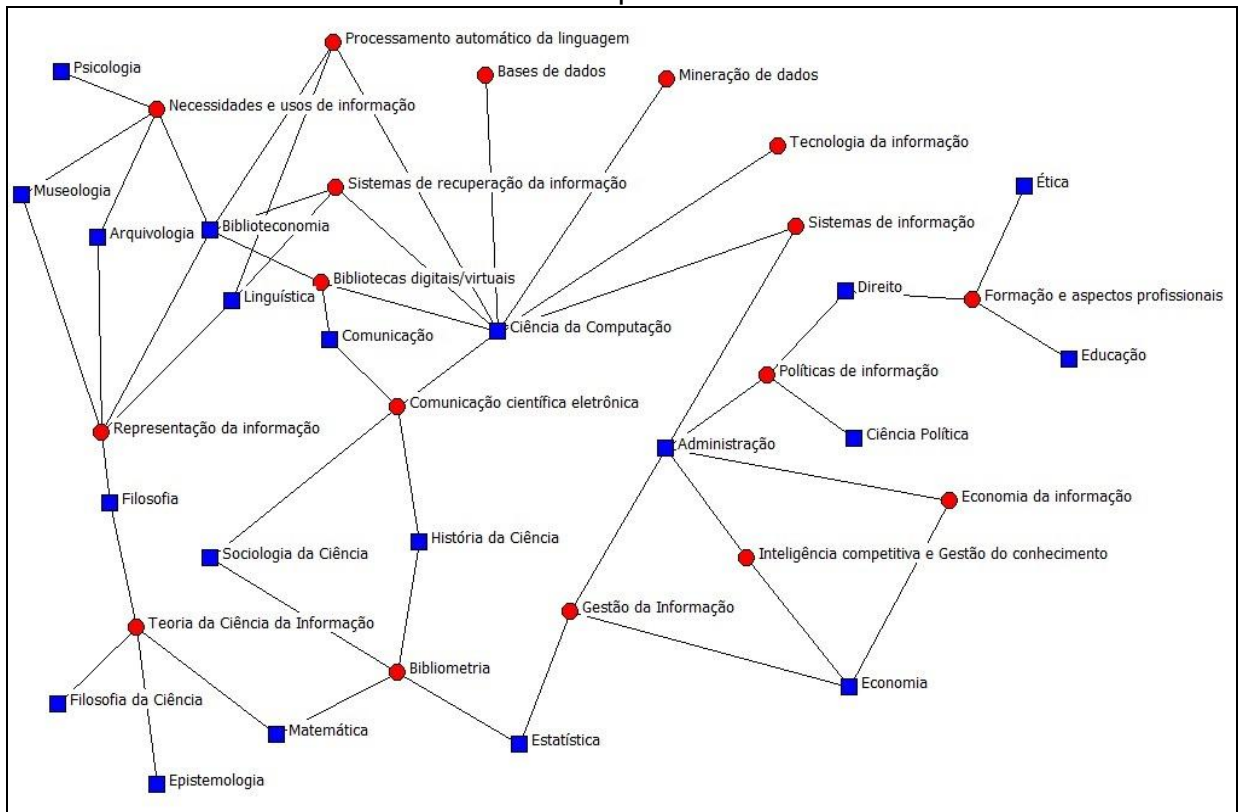 Processamento automático da linguagem
Psicologia
Bases de dados
Mineração de dados
Necessidades e usos de informação
Tecnologia da informação
Sistemas de recuperação da informação
Ética
Museologia
Biblioteconomia
Sistemas de informação
Arquivologia
Bibliotecas digitais/virtuais
Direito
Formação e aspectos profissionais
Linguística
Ciência da Computação
Comunicação
Educação
Políticas de informação
Comunicação científica eletrônica
Representação da informação
Ciência Política
Administração
Filosofia
Economia da informação
História da Ciência
Sociologia da Ciência
Inteligência competitiva e Gestão do conhecimento
Gestão da Informação
Teoria da Ciência da Informação
Bibliometria
Economia
Filosofia da Ciência
Matemática
Estatística
Epistemologia